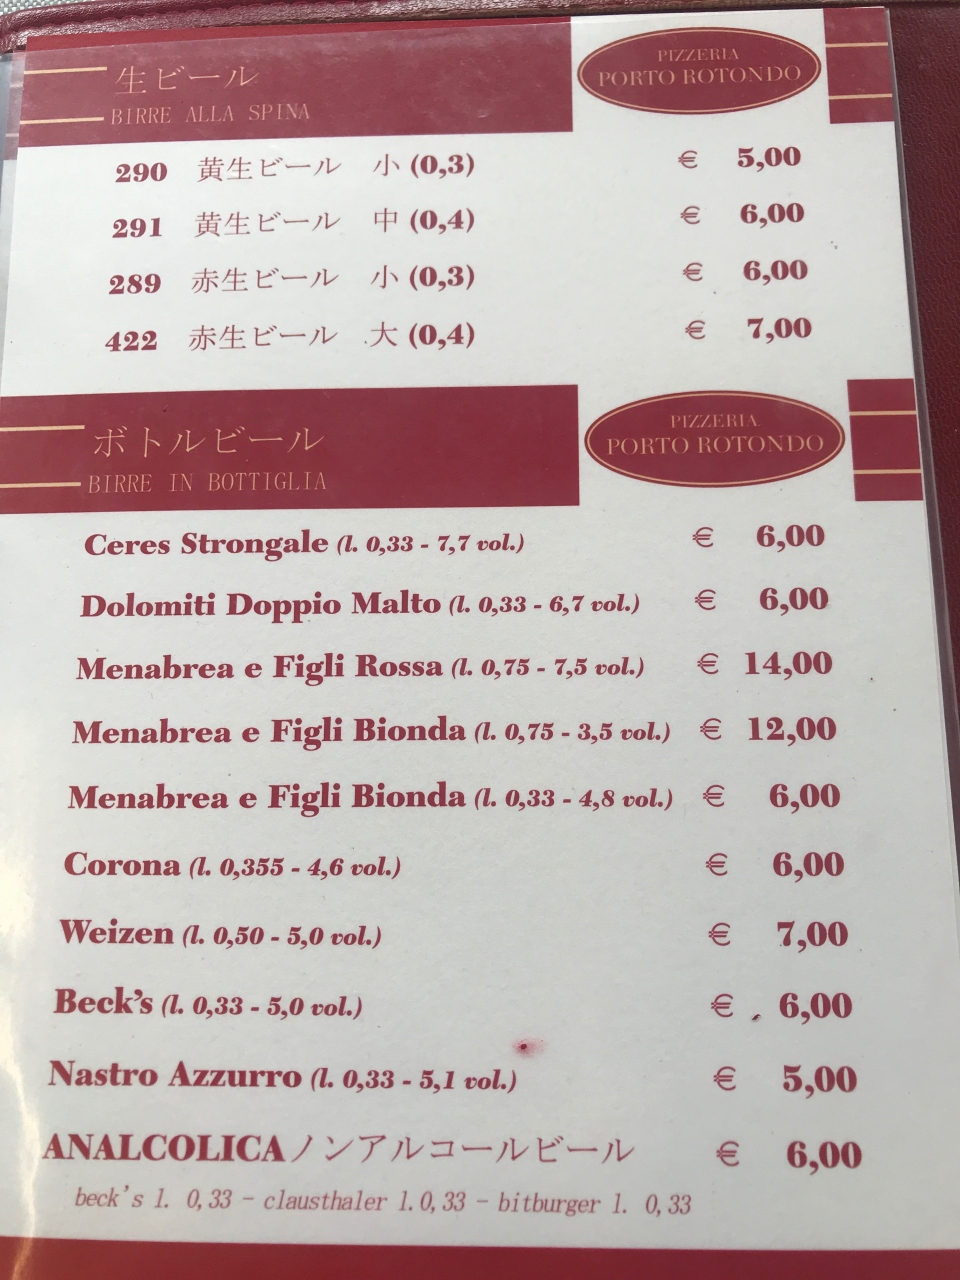 生ビール
BIRRE ALLA SPINA
PIZZERIA
PORTO ROTONDO
290 黄生ビール 小 (0,3) € 5,00
291 黄生ビール 中 (0,4) € 6,00
289 赤生ビール 小 (0,3) € 6,00
422 赤生ビール 大 (0,4) € 7,00
ボトルビール
BIRRE IN BOTTIGLIA
PIZZERIA
PORTO ROTONDO
Ceres Strongale (l. 0,33 - 7,7 vol.) € 6,00
Dolomiti Doppio Malto (l. 0,33 - 6,7 vol.) € 6,00
Menabrea e Figli Rossa (l. 0,75 - 7,5 vol.) € 14,00
Menabrea e Figli Bionda (l. 0,75 - 3,5 vol.) € 12,00
Menabrea e Figli Bionda (l. 0,33 - 4,8 vol.) € 6,00
Corona (l. 0,355 - 4,6 vol.) € 6,00
Weizen (l. 0,50 - 5,0 vol.) € 7,00
Beck's (l. 0,33 - 5,0 vol.) € 6,00
Nastro Azzurro (l. 0,33 - 5,1 vol.) € 5,00
ANALCOLICAノンアルコールビール € 6,00
beck's l. 0,33 - clausthaler l.0,33 - bitburger l. 0,33